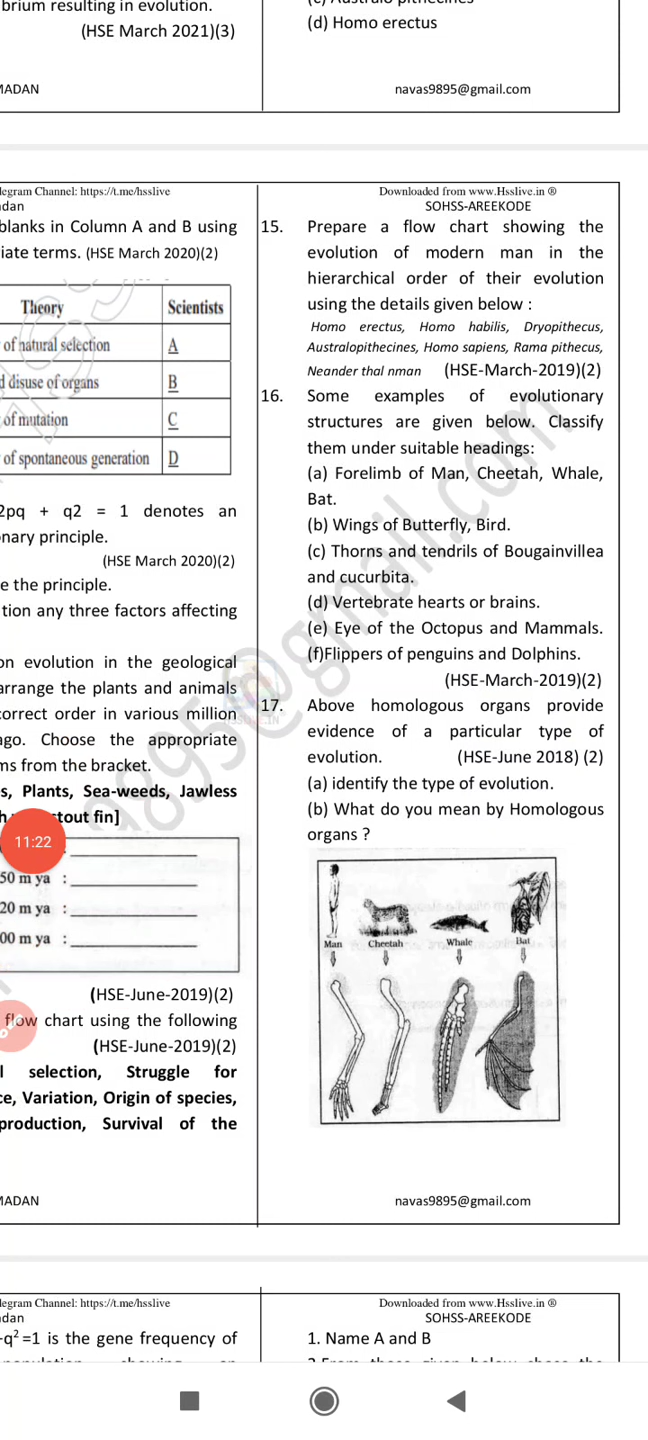 brium resulting in evolution.
(HSE March 2021)(3)
(d) Homo erectus
navas9895@gmail.com
legram Channel: https://t.me/hsslive
Downloaded from www.Hsslive.in ®
SOHSS-AREEKODE
blanks in Column A and B using
iate terms. (HSE March 2020)(2)
Theory Scientists
of natural selection A
d disuse of organs B
of mutation C
of spontaneous generation D
2pq + q2 = 1 denotes an
nary principle.
(HSE March 2020)(2)
e the principle.
tion any three factors affecting
on evolution in the geological
arrange the plants and animals
correct order in various million
ago. Choose the appropriate
ms from the bracket.
s, Plants, Sea-weeds, Jawless
tout fin]
11:22
50 m ya :
20 m ya :
00 m ya :
(HSE-June-2019)(2)
flow chart using the following
(HSE-June-2019)(2)
l selection, Struggle for
ce, Variation, Origin of species,
production, Survival of the
MADAN
15. Prepare a flow chart showing the
evolution of modern man in the
hierarchical order of their evolution
using the details given below :
Homo erectus, Homo habilis, Dryopithecus,
Australopithecines, Homo sapiens, Rama pithecus,
Neander thal nman (HSE-March-2019)(2)
16. Some examples of evolutionary
structures are given below. Classify
them under suitable headings:
(a) Forelimb of Man, Cheetah, Whale,
Bat.
(b) Wings of Butterfly, Bird.
(c) Thorns and tendrils of Bougainvillea
and cucurbita.
(d) Vertebrate hearts or brains.
(e) Eye of the Octopus and Mammals.
(f)Flippers of penguins and Dolphins.
(HSE-March-2019)(2)
17. Above homologous organs provide
evidence of a particular type of
evolution. (HSE-June 2018) (2)
(a) identify the type of evolution.
(b) What do you mean by Homologous
organs ?
Man Cheetah Whale Bat
navas9895@gmail.com
legram Channel: https://t.me/hsslive
dan
Downloaded from www.Hsslive.in ®
SOHSS-AREEKODE
-q²=1 is the gene frequency of
1. Name A and B